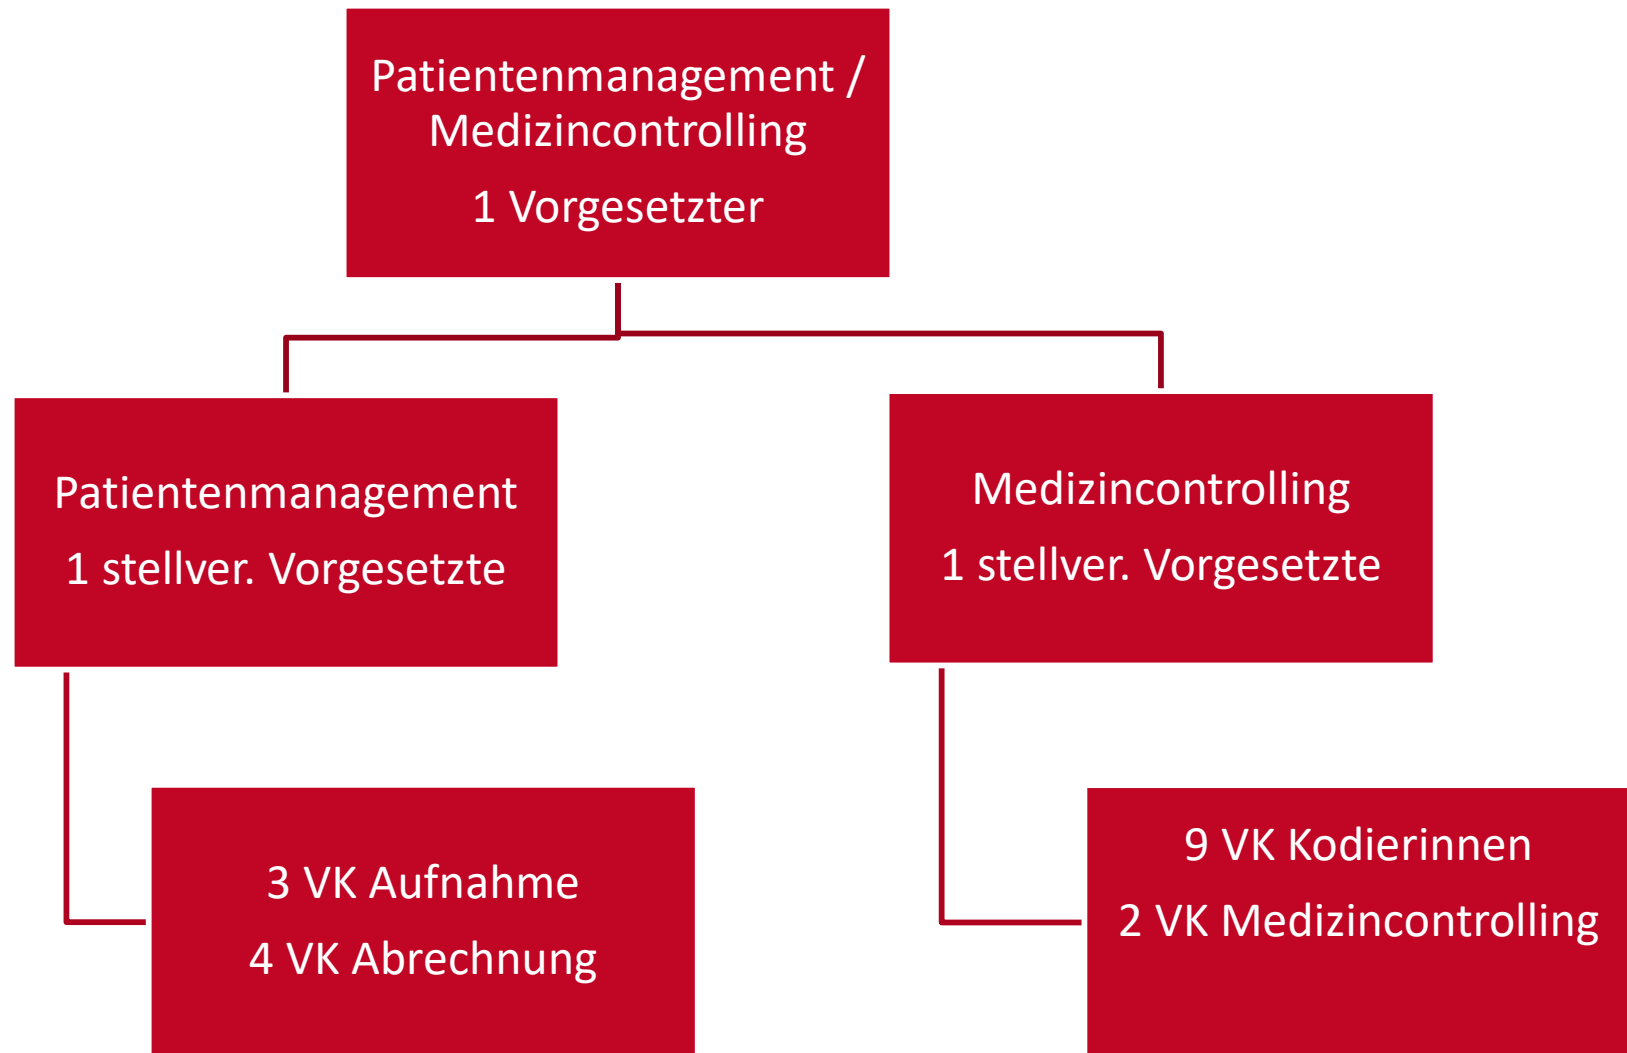 Patientenmanagement /
Medizincontrolling
1 Vorgesetzter
Patientenmanagement
1 stellver. Vorgesetzte
Medizincontrolling
1 stellver. Vorgesetzte
3 VK Aufnahme
4 VK Abrechnung
9 VK Kodierinnen
2 VK Medizincontrolling